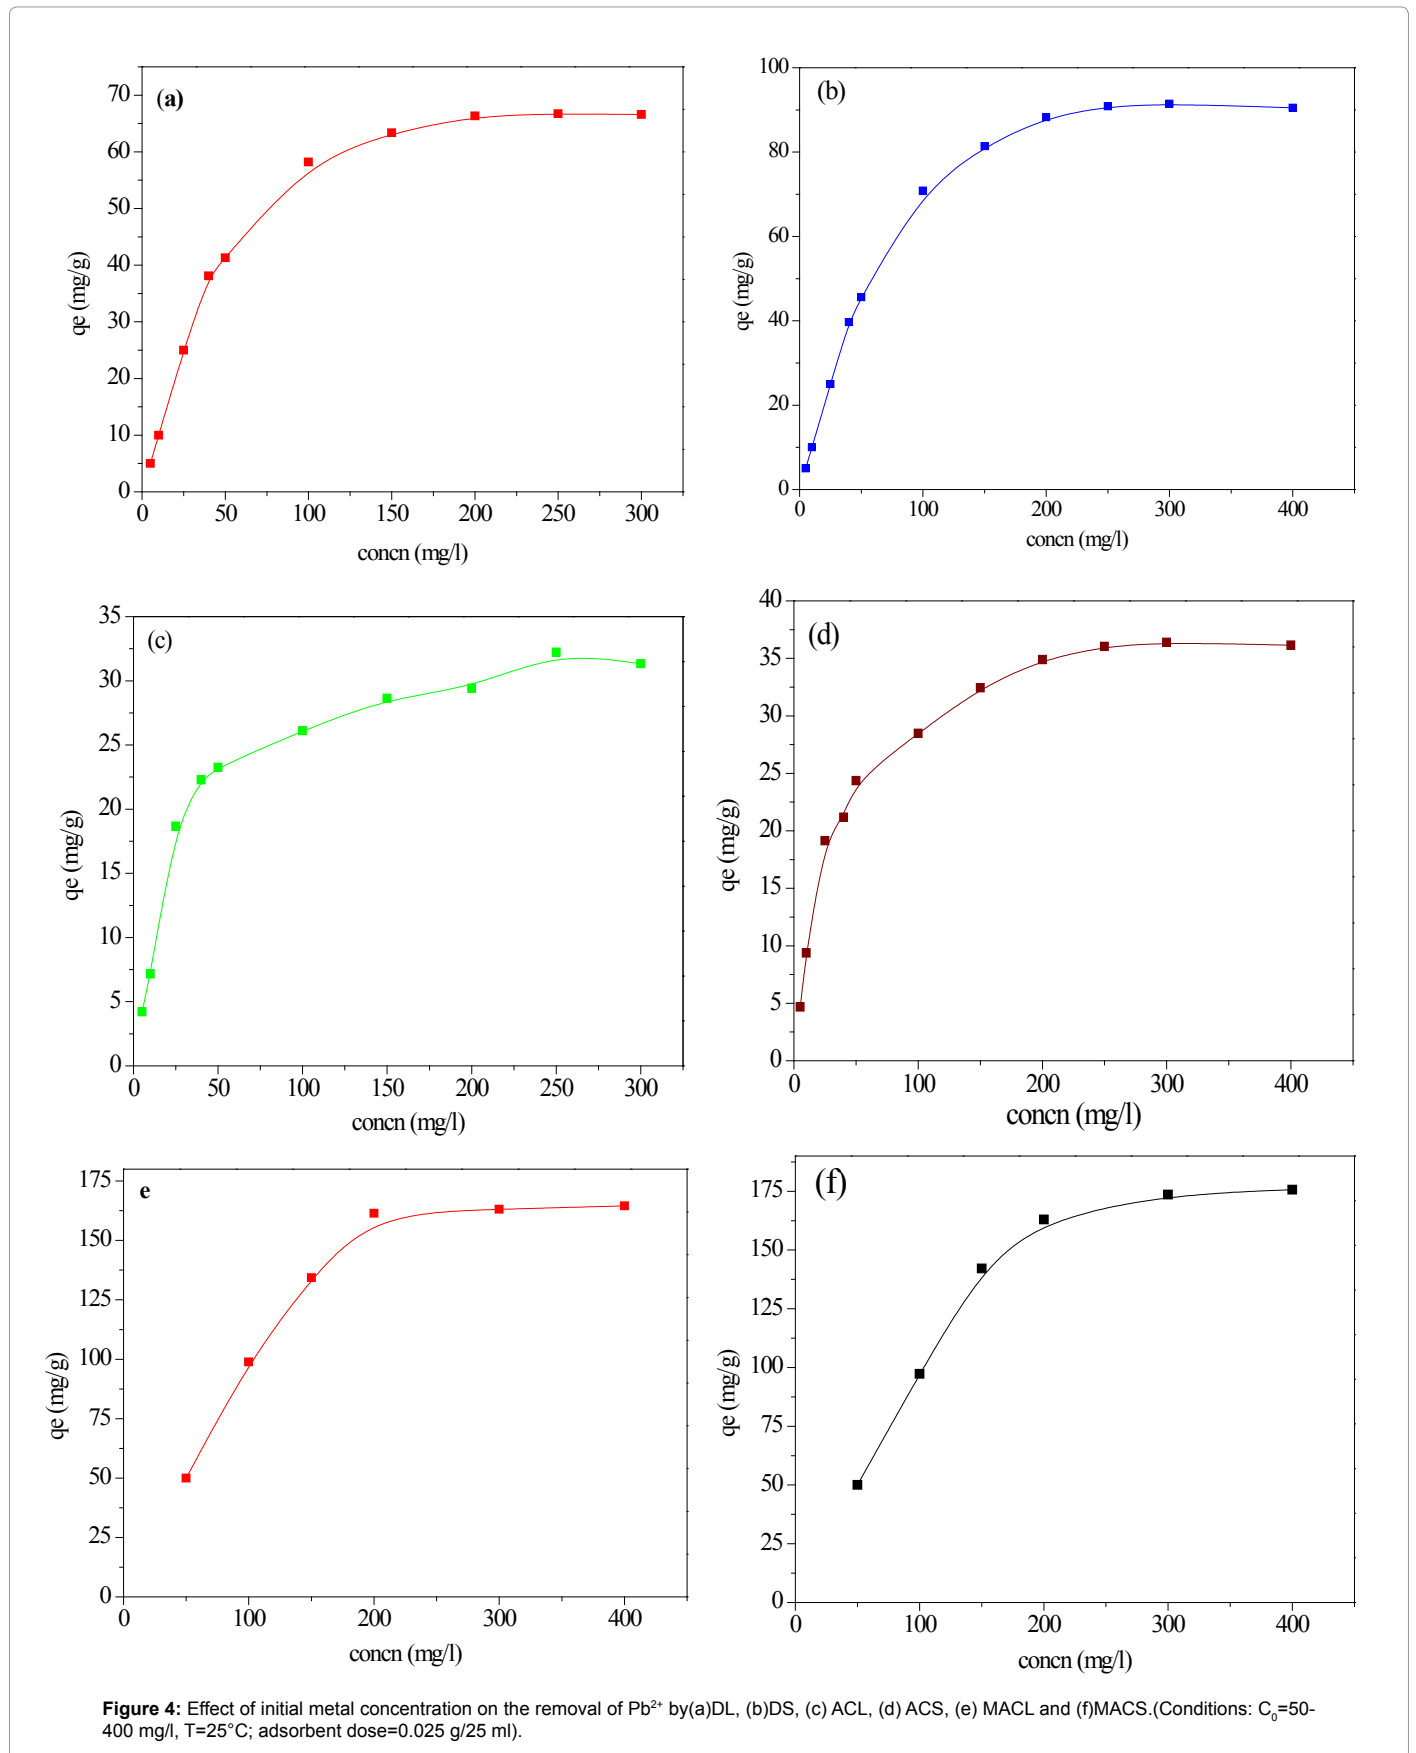 (a)
70
60
50
40
30
20
10
0
qe (mg/g)
0 50 100 150 200 250 300
concn (mg/l)
(b)
100
80
60
40
20
0
qe (mg/g)
0 100 200 300 400
concn (mg/l)
(c)
35
30
25
20
15
10
5
0
qe (mg/g)
0 50 100 150 200 250 300
concn (mg/l)
(d)
40
35
30
25
20
15
10
5
0
qe (mg/g)
0 100 200 300 400
concn (mg/l)
e
175
150
125
100
75
50
25
0
qe (mg/g)
0 100 200 300 400
concn (mg/l)
(f)
175
150
125
100
75
50
25
0
qe (mg/g)
0 100 200 300 400
concn (mg/l)
Figure 4: Effect of initial metal concentration on the removal of Pb²⁺ by(a)DL, (b)DS, (c) ACL, (d) ACS, (e) MACL and (f)MACS.(Conditions: C₀=50-
400 mg/l, T=25°C; adsorbent dose=0.025 g/25 ml).